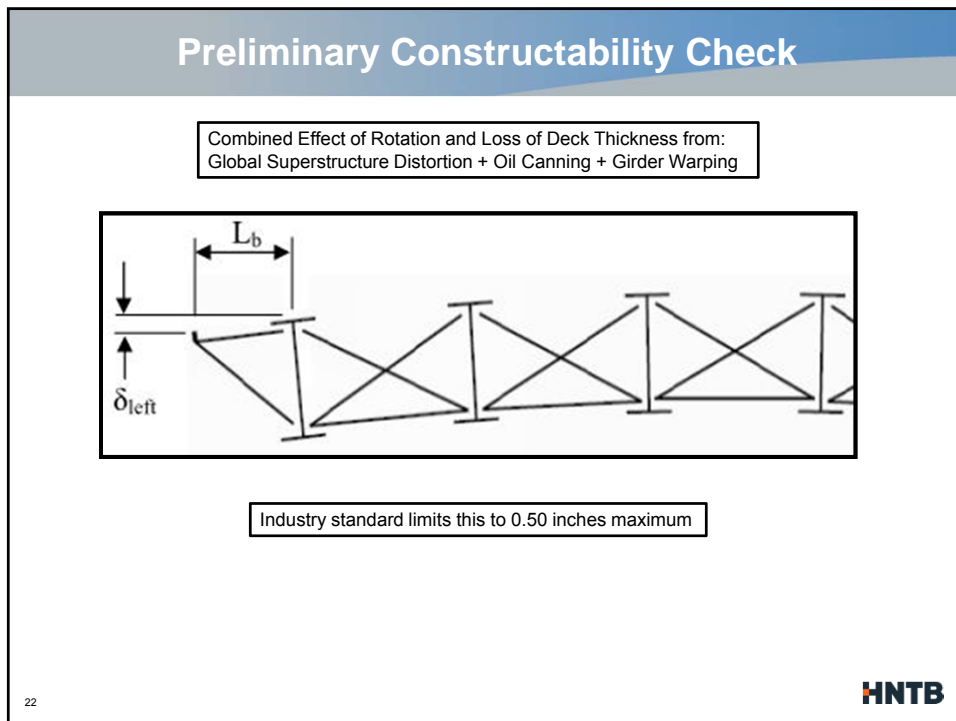 Preliminary Constructability Check
Combined Effect of Rotation and Loss of Deck Thickness from:
Global Superstructure Distortion + Oil Canning + Girder Warping
Lb
δleft
Industry standard limits this to 0.50 inches maximum
22
HNTB